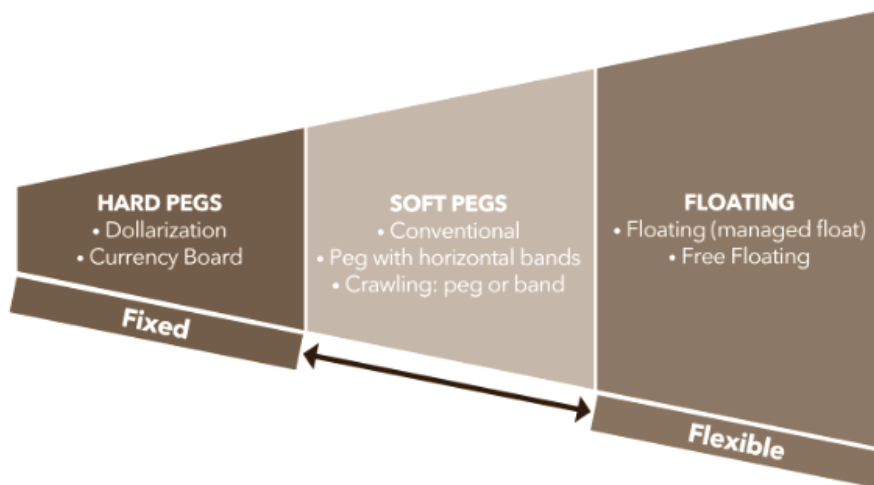 HARD PEGS
• Dollarization
• Currency Board
SOFT PEGS
• Conventional
• Peg with horizontal bands
• Crawling: peg or band
FLOATING
• Floating (managed float)
• Free Floating
Fixed
Flexible